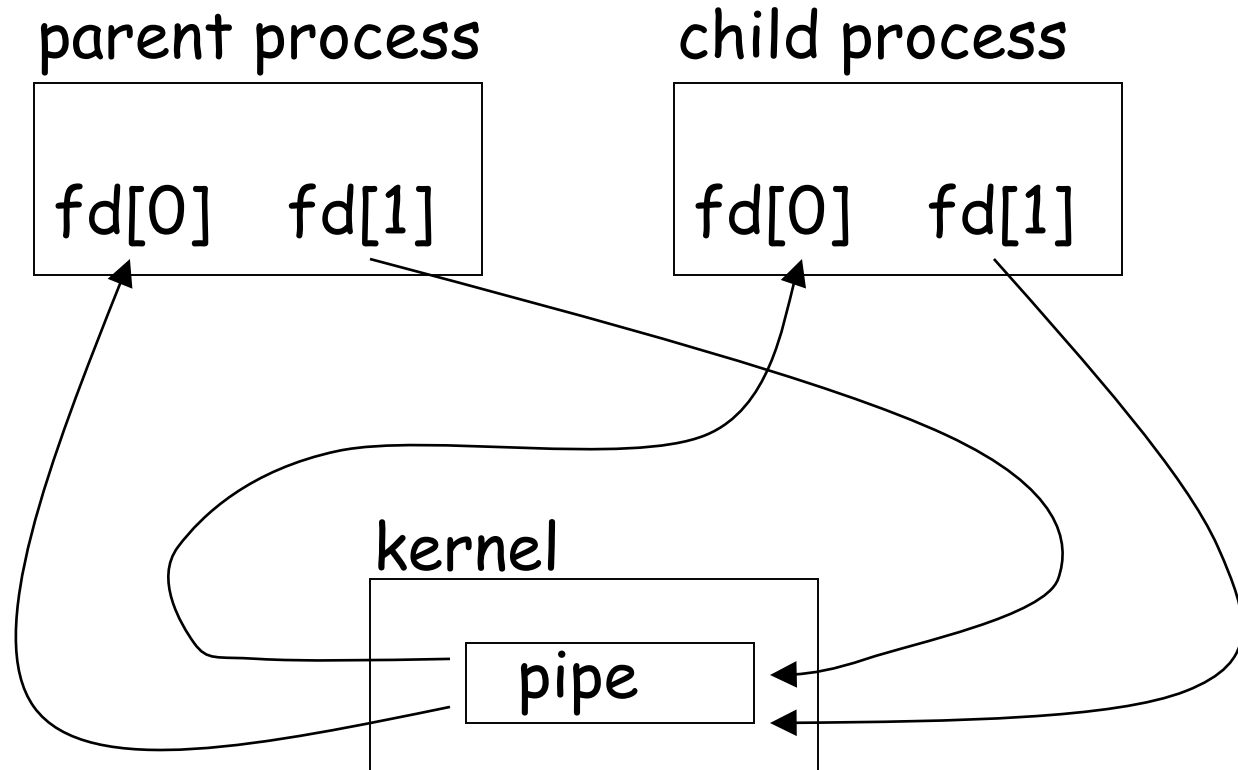 parent process
child process
fd[0] fd[1]
fd[0] fd[1]
kernel
pipe